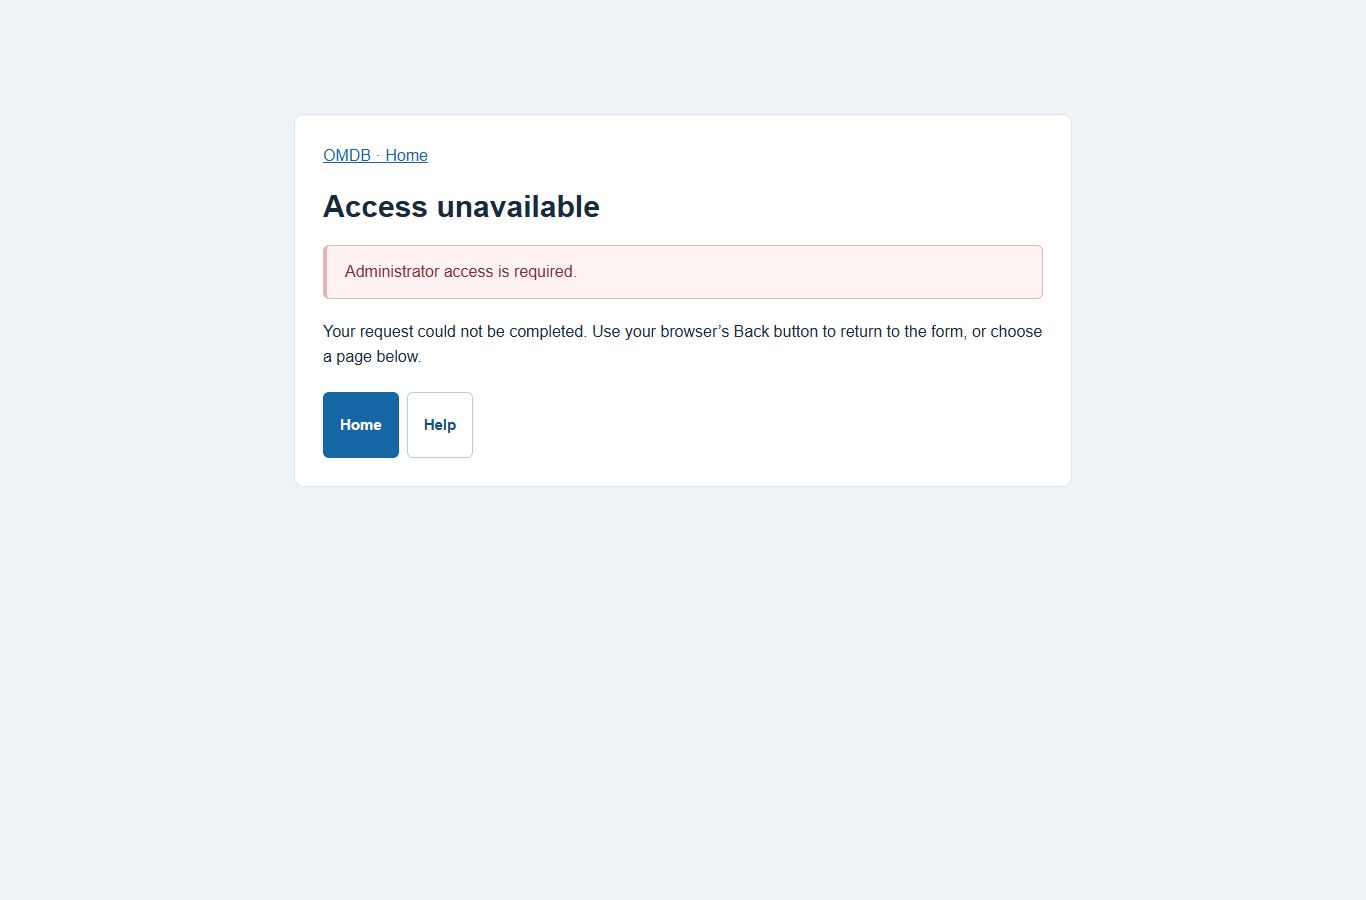 OMDB · Home
Access unavailable
Administrator access is required.
Your request could not be completed. Use your browser’s Back button to return to the form, or choose
a page below.
Home
Help